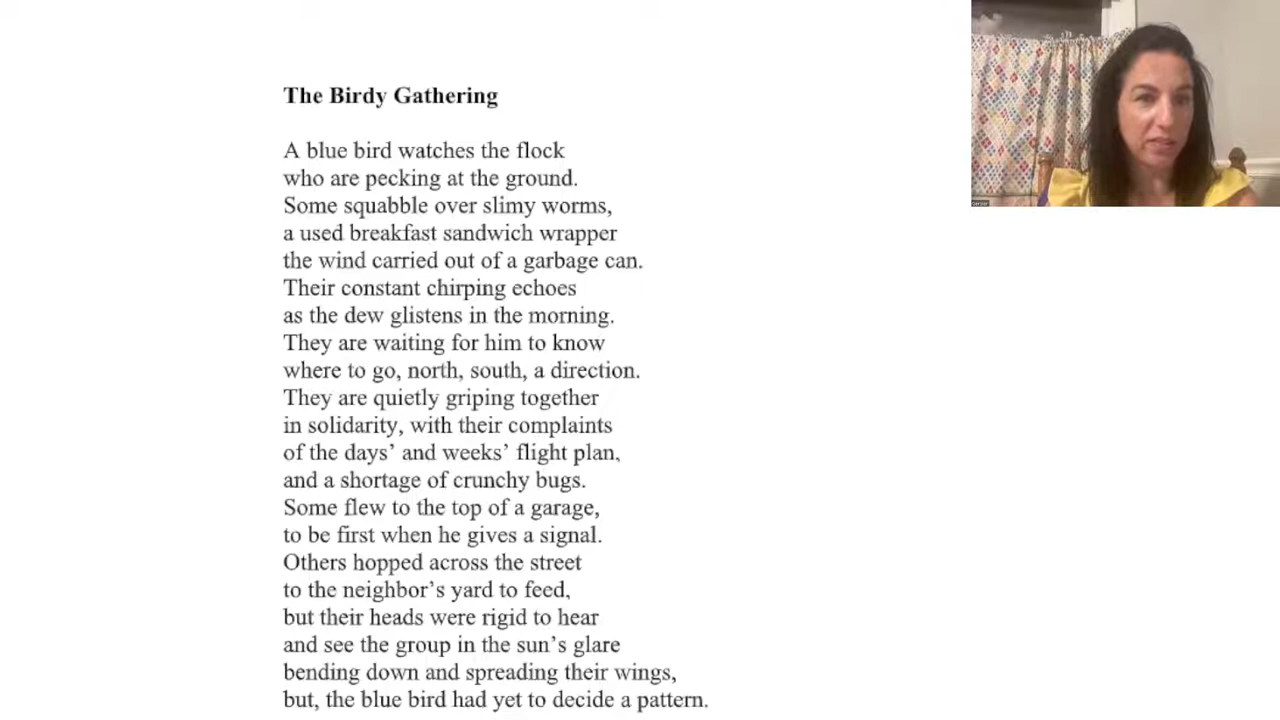 The Birdy Gathering
A blue bird watches the flock
who are pecking at the ground.
Some squabble over slimy worms,
a used breakfast sandwich wrapper
the wind carried out of a garbage can.
Their constant chirping echoes
as the dew glistens in the morning.
They are waiting for him to know
where to go, north, south, a direction.
They are quietly griping together
in solidarity, with their complaints
of the days’ and weeks’ flight plan,
and a shortage of crunchy bugs.
Some flew to the top of a garage,
to be first when he gives a signal.
Others hopped across the street
to the neighbor’s yard to feed,
but their heads were rigid to hear
and see the group in the sun’s glare
bending down and spreading their wings,
but, the blue bird had yet to decide a pattern.